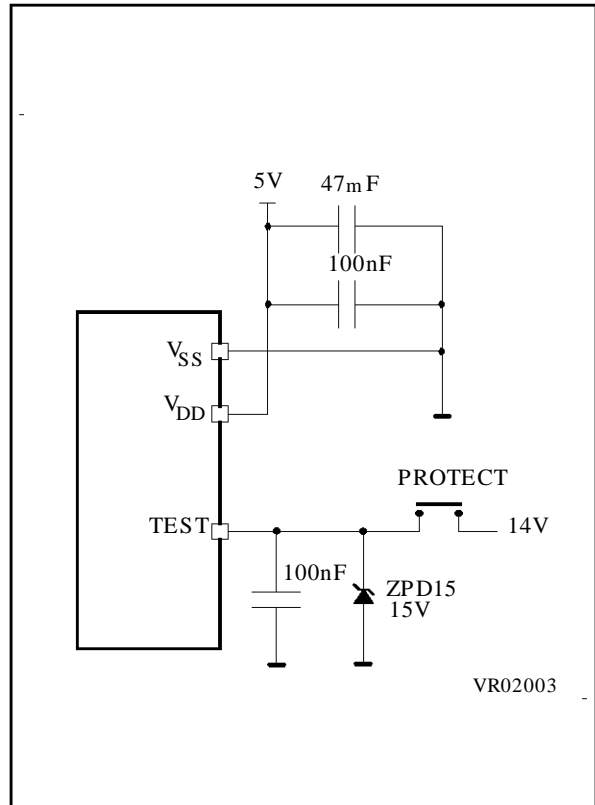 5V
47mF
100nF
VSS
VDD
PROTECT
TEST
14V
100nF
ZPD15
15V
VR02003